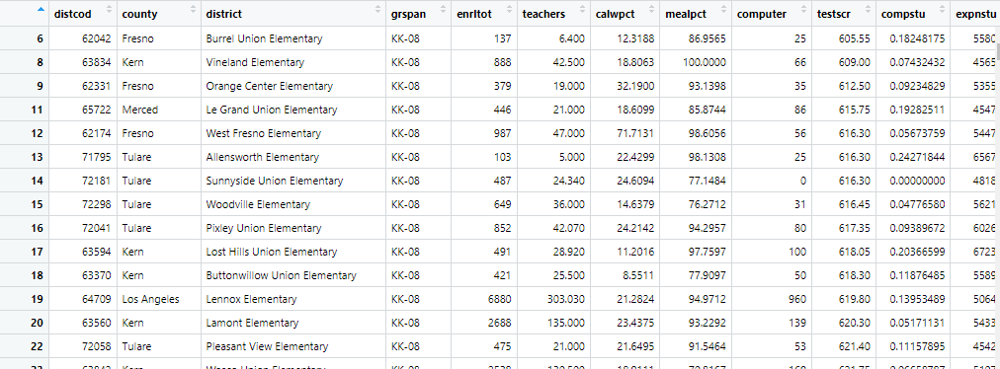 distcod county district grspan enrltot teachers calwpct mealpct computer testscr compstu expnstu
6 62042 Fresno Burrel Union Elementary KK-08 137 6.400 12.3188 86.9565 25 605.55 0.18248175 5580
8 63834 Kern Vineland Elementary KK-08 888 42.500 18.8063 100.0000 66 609.00 0.07432432 4565
9 62331 Fresno Orange Center Elementary KK-08 379 19.000 32.1900 93.1398 35 612.50 0.09234829 5355
11 65722 Merced Le Grand Union Elementary KK-08 446 21.000 18.6099 85.8744 86 615.75 0.19282511 4547
12 62174 Fresno West Fresno Elementary KK-08 987 47.000 71.7131 98.6056 56 616.30 0.05673759 5447
13 71795 Tulare Allensworth Elementary KK-08 103 5.000 22.4299 98.1308 25 616.30 0.24271844 6567
14 72181 Tulare Sunnyside Union Elementary KK-08 487 24.340 24.6094 77.1484 0 616.30 0.00000000 4818
15 72298 Tulare Woodville Elementary KK-08 649 36.000 14.6379 76.2712 31 616.45 0.04776580 5621
16 72041 Tulare Pixley Union Elementary KK-08 852 42.070 24.2142 94.2957 80 617.35 0.09389672 6026
17 63594 Kern Lost Hills Union Elementary KK-08 491 28.920 11.2016 97.7597 100 618.05 0.20366599 6723
18 63370 Kern Buttonwillow Union Elementary KK-08 421 25.500 8.5511 77.9097 50 618.30 0.11876485 5589
19 64709 Los Angeles Lennox Elementary KK-08 6880 303.030 21.2824 94.9712 960 619.80 0.13953489 5064
20 63560 Kern Lamont Elementary KK-08 2688 135.000 23.4375 93.2292 139 620.30 0.05171131 5433
22 72058 Tulare Pleasant View Elementary KK-08 475 21.000 21.6495 91.5464 53 621.40 0.11157895 4542